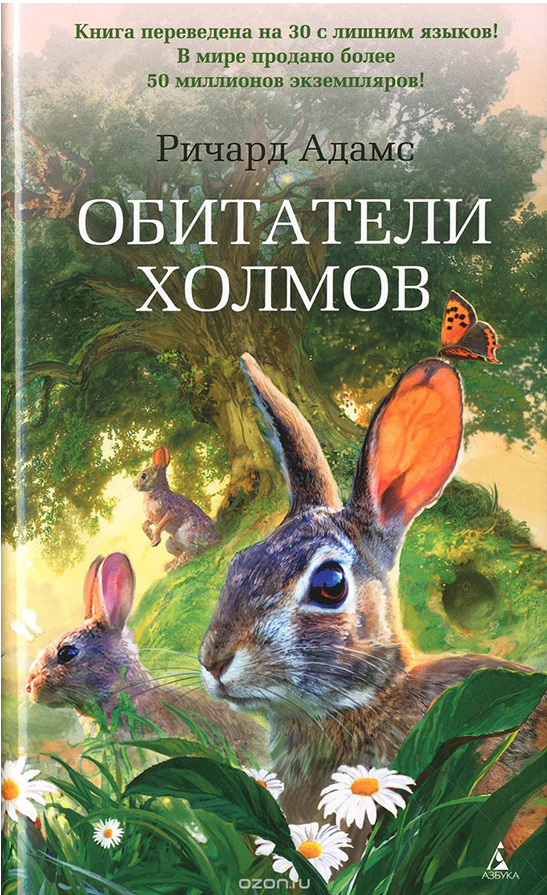 Книга переведена на 30 с лишним языков!
В мире продано более
50 миллионов экземпляров!
Ричард Адамс
ОБИТАТЕЛИ
ХОЛМОВ
АЗБУКА
ozon.ru